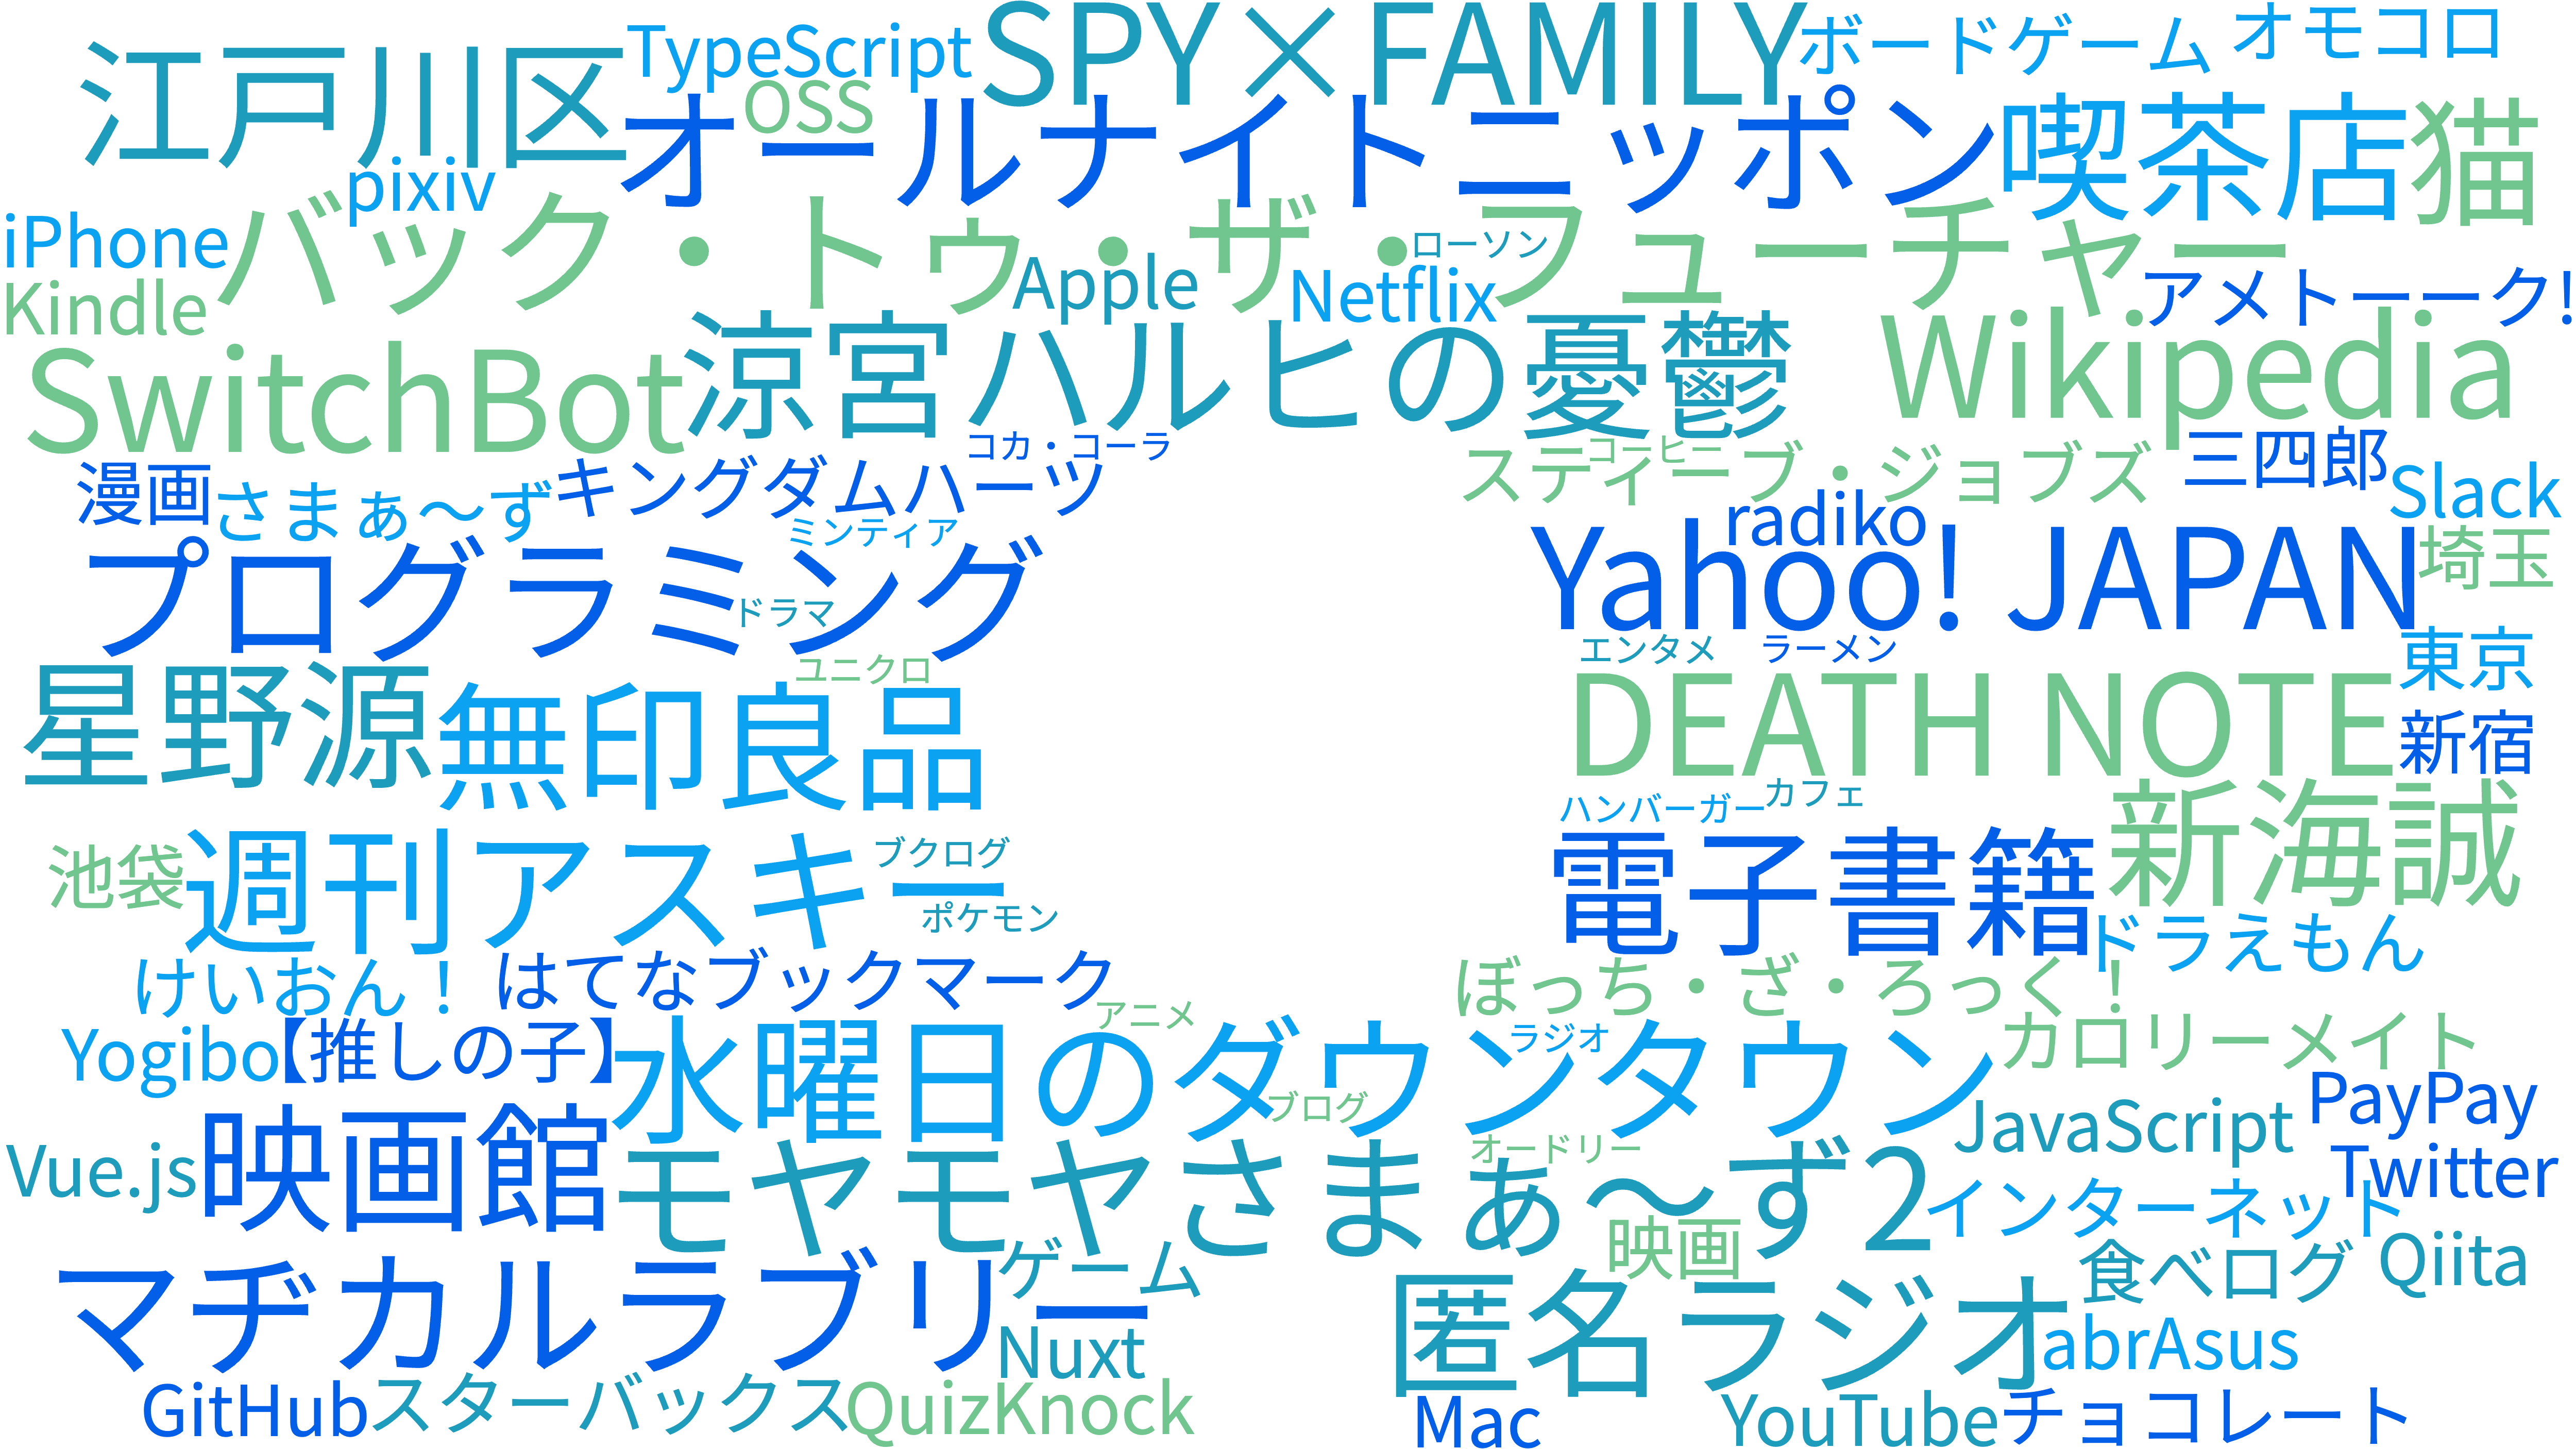 TypeScript
SPY×FAMILY
ボードゲーム
オモコロ
江戸川区
OSS
オールナイトニッポン
喫茶店
猫
pixiv
iPhone
バック・トゥ・ザ・フューチャー
ローソン
Kindle
Apple
Netflix
アメトーーク!
SwitchBot
涼宮ハルヒの憂鬱
Wikipedia
コカ・コーラ
コーヒー
漫画
さまぁ〜ず
キングダムハーツ
スティーブ・ジョブズ
三四郎
Slack
ミンティア
radiko
プログラミング
Yahoo! JAPAN
埼玉
ドラマ
エンタメ
ラーメン
東京
ユニクロ
星野源
無印良品
DEATH NOTE
新宿
ハンバーガー
カフェ
池袋
週刊アスキー
ブクログ
電子書籍
新海誠
ポケモン
ドラえもん
けいおん！
はてなブックマーク
ぼっち・ざ・ろっく！
アニメ
ラジオ
Yogibo
【推しの子】
水曜日のダウンタウン
カロリーメイト
ブログ
JavaScript
PayPay
Vue.js
映画館
モヤモヤさまぁ〜ず2
オードリー
Twitter
インターネット
映画
ゲーム
食べログ
Qiita
マヂカルラブリー
Nuxt
匿名ラジオ
abrAsus
GitHub
スターバックス
QuizKnock
Mac
YouTube
チョコレート